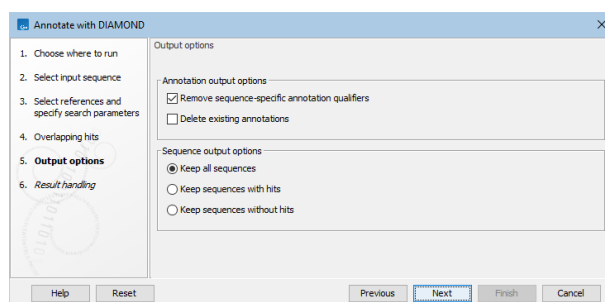 Annotate with DIAMOND
1. Choose where to run
2. Select input sequence
3. Select references and
specify search parameters
4. Overlapping hits
5. Output options
6. Result handling
Output options
Annotation output options
Remove sequence-specific annotation qualifiers
Delete existing annotations
Sequence output options
Keep all sequences
Keep sequences with hits
Keep sequences without hits
Help Reset Previous Next Finish Cancel